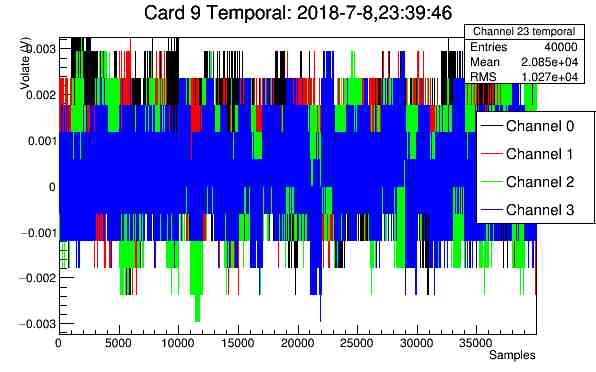 Card 9 Temporal: 2018-7-8,23:39:46
Channel 23 temporal
Entries 40000
Mean 2.085e+04
RMS 1.027e+04
Volate (V)
0.003
0.002
0.001
0
−0.001
−0.002
−0.003
Channel 0
Channel 1
Channel 2
Channel 3
0 5000 10000 15000 20000 25000 30000 35000 40000
Samples